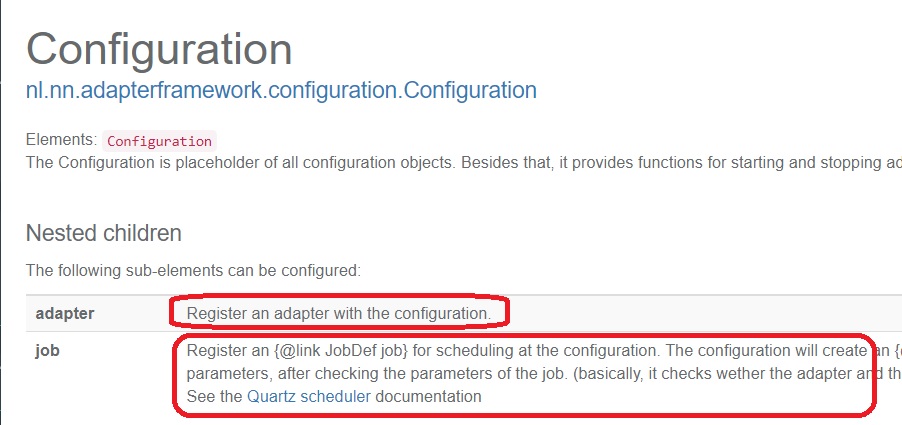 Configuration
nl.nn.adapterframework.configuration.Configuration
Elements: Configuration
The Configuration is placeholder of all configuration objects. Besides that, it provides functions for starting and stopping
Nested children
The following sub-elements can be configured:
adapter Register an adapter with the configuration.
job Register an {@link JobDef job} for scheduling at the configuration. The configuration will create an
parameters, after checking the parameters of the job. (basically, it checks wether the adapter and
See the Quartz scheduler documentation